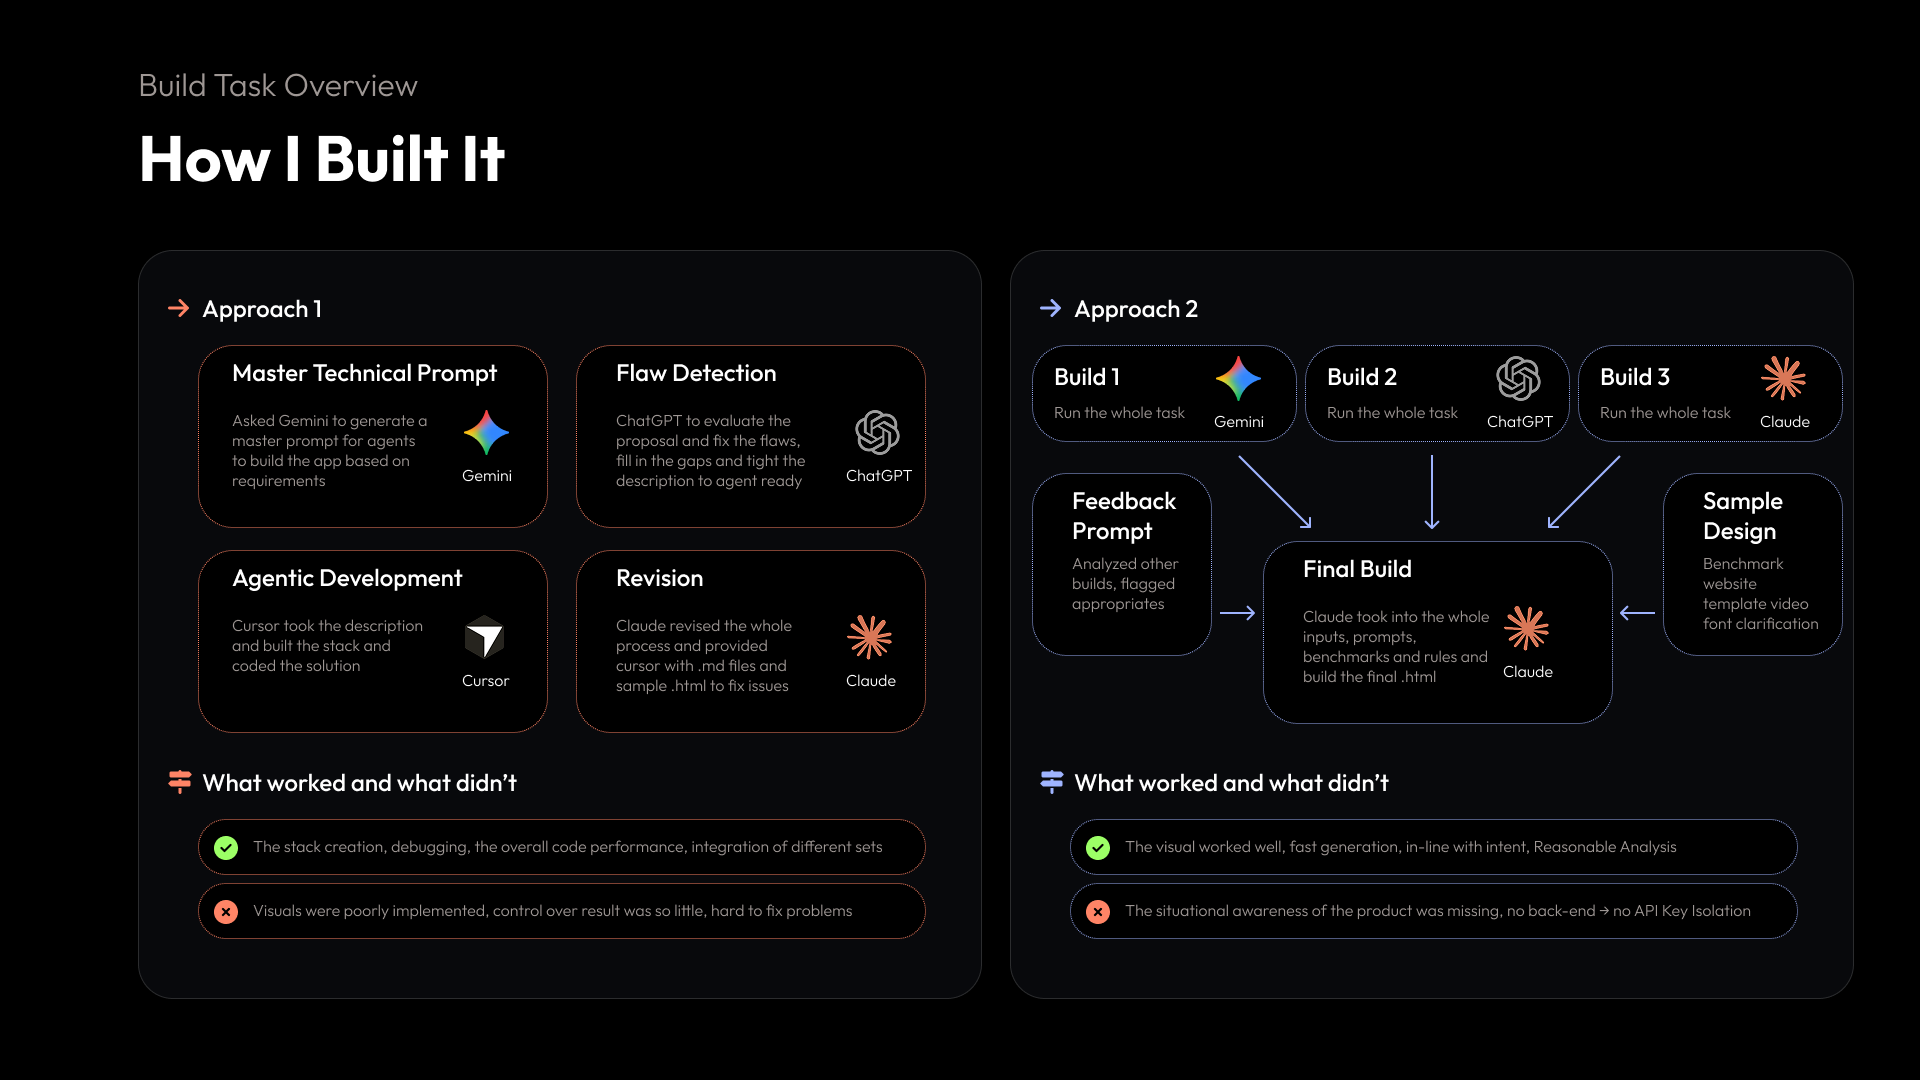 Build Task Overview
How I Built It
Approach 1
Master Technical Prompt
Asked Gemini to generate a
master prompt for agents
to build the app based on
requirements
Gemini
Flaw Detection
ChatGPT to evaluate the
proposal and fix the flaws,
fill in the gaps and tight the
description to agent ready
ChatGPT
Agentic Development
Cursor took the description
and built the stack and
coded the solution
Cursor
Revision
Claude revised the whole
process and provided
cursor with .md files and
sample .html to fix issues
Claude
What worked and what didn’t
The stack creation, debugging, the overall code performance, integration of different sets
Visuals were poorly implemented, control over result was so little, hard to fix problems
Approach 2
Build 1
Run the whole task
Gemini
Build 2
Run the whole task
ChatGPT
Build 3
Run the whole task
Claude
Feedback
Prompt
Analyzed other
builds, flagged
appropriates
Final Build
Claude took into the whole
inputs, prompts,
benchmarks and rules and
build the final .html
Claude
Sample
Design
Benchmark
website
template video
font clarification
What worked and what didn’t
The visual worked well, fast generation, in-line with intent, Reasonable Analysis
The situational awareness of the product was missing, no back-end → no API Key Isolation